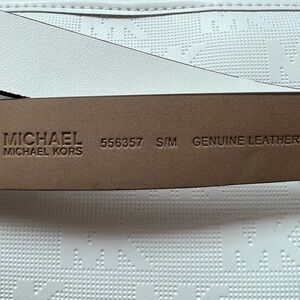 MICHAEL
MICHAEL KORS
556357 S/M GENUINE LEATHER